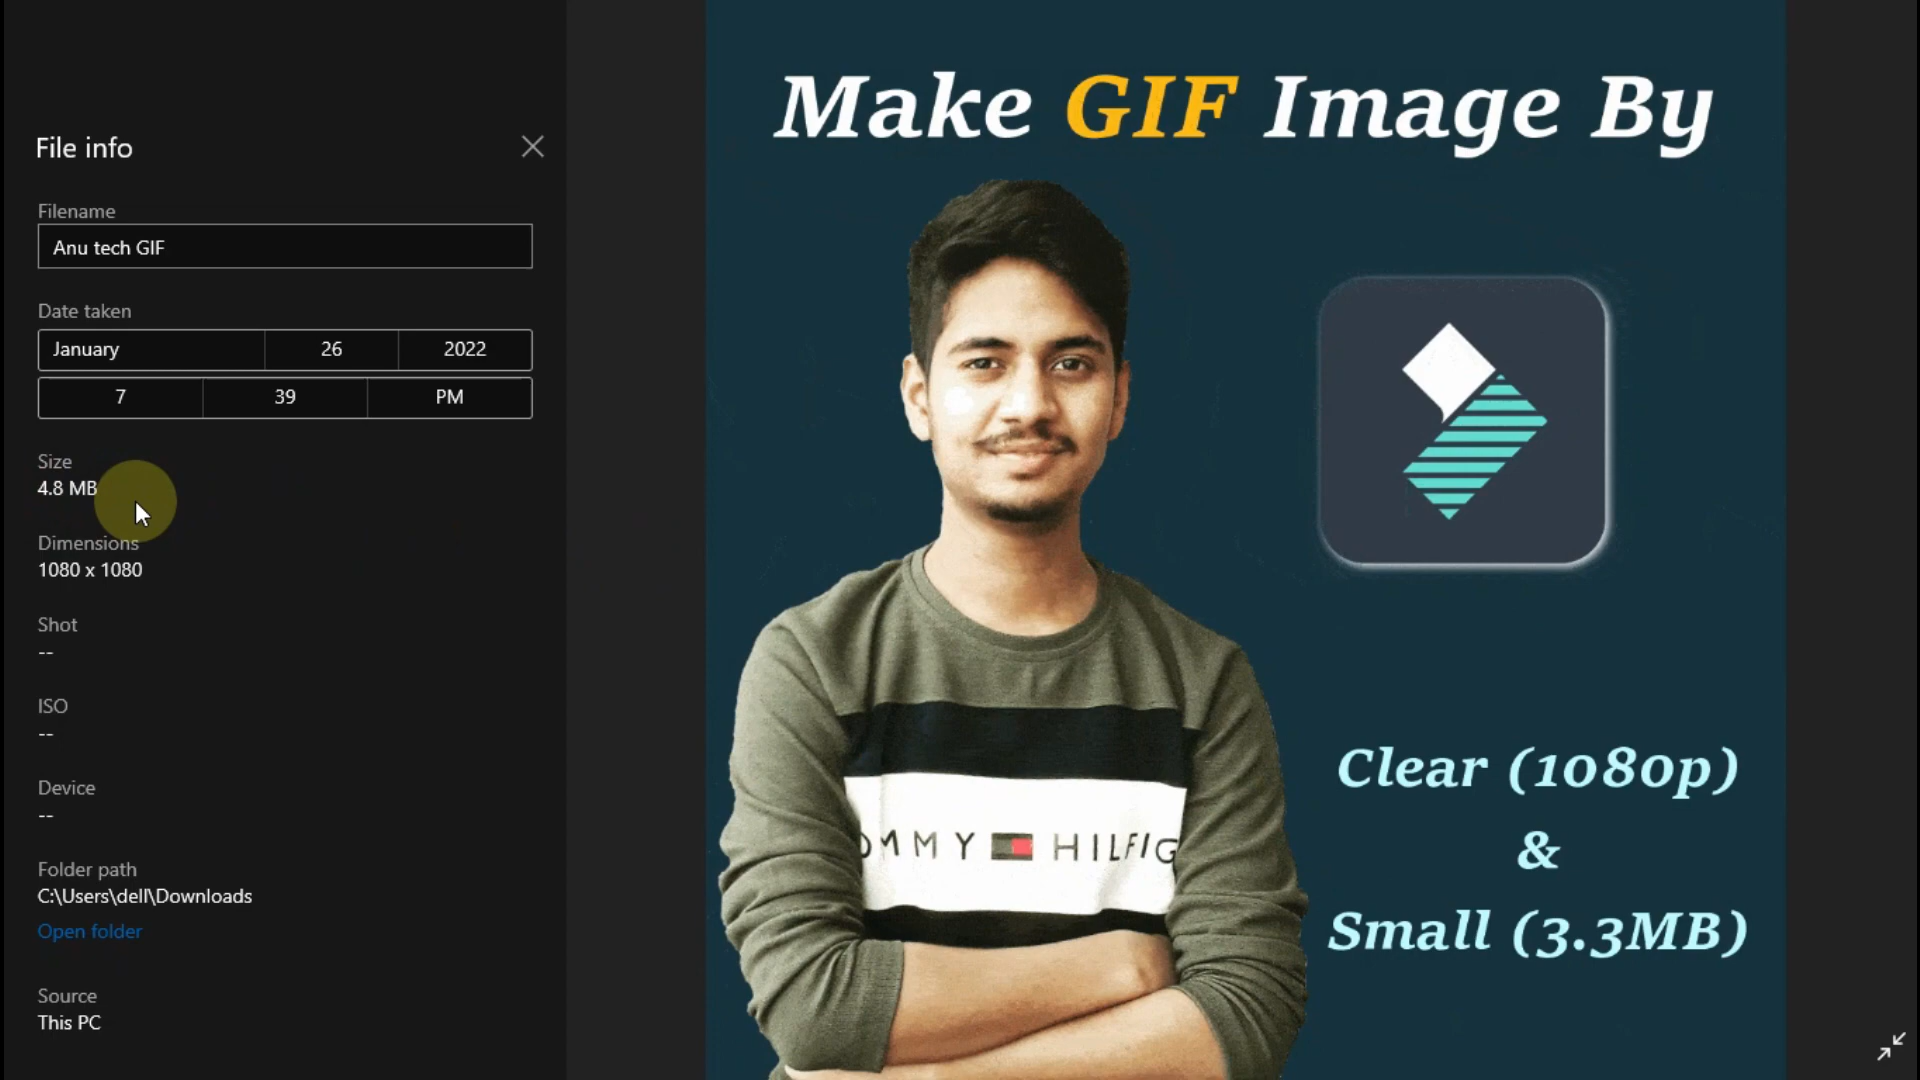 File info
Filename
Anu tech GIF
Date taken
January 26 2022
7 39 PM
Size
4.8 MB
Dimensions
1080 x 1080
Shot
--
ISO
--
Device
--
Folder path
C:\Users\dell\Downloads
Open folder
Source
This PC
Make GIF Image By
OMMY HILFIG
Clear (1080p)
&
Small (3.3MB)